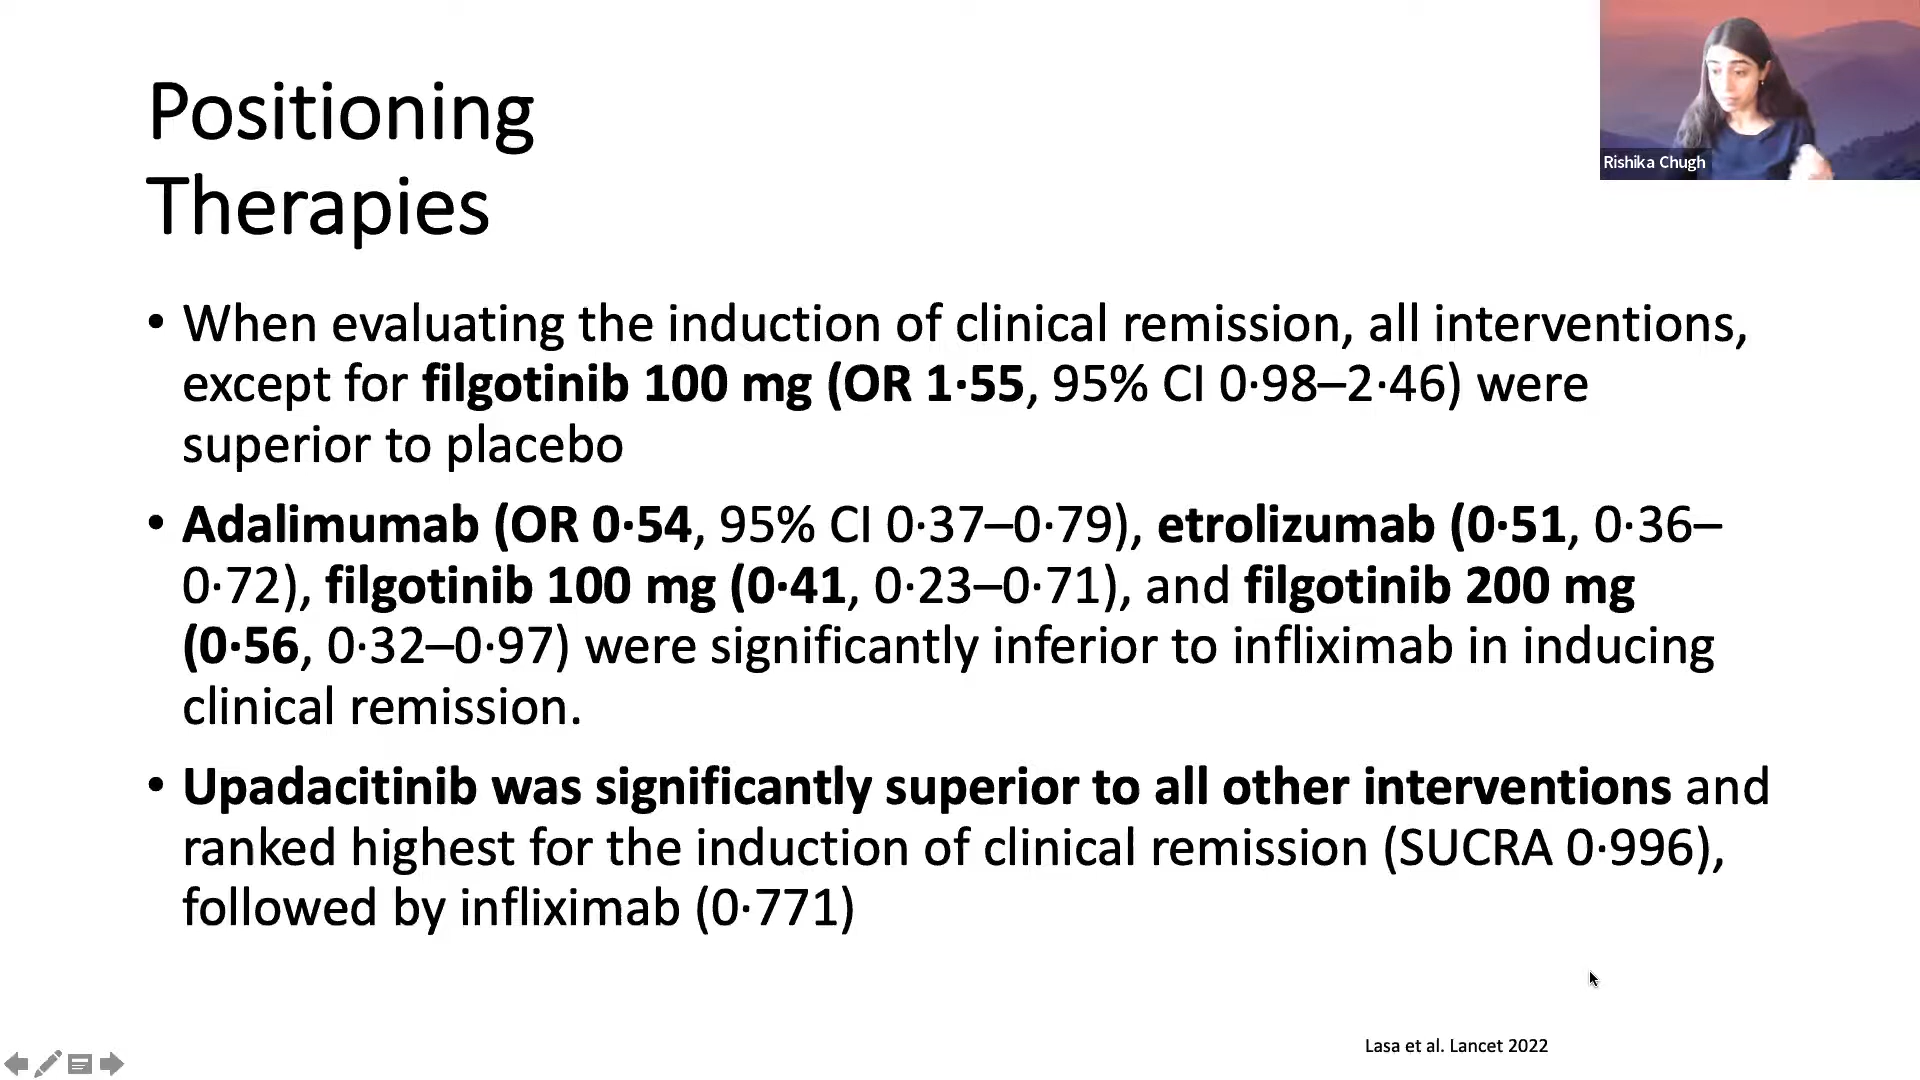 Positioning
Therapies
Rishika Chugh
• When evaluating the induction of clinical remission, all interventions,
except for filgotinib 100 mg (OR 1·55, 95% CI 0·98–2·46) were
superior to placebo
• Adalimumab (OR 0·54, 95% CI 0·37–0·79), etrolizumab (0·51, 0·36–
0·72), filgotinib 100 mg (0·41, 0·23–0·71), and filgotinib 200 mg
(0·56, 0·32–0·97) were significantly inferior to infliximab in inducing
clinical remission.
• Upadacitinib was significantly superior to all other interventions and
ranked highest for the induction of clinical remission (SUCRA 0·996),
followed by infliximab (0·771)
Lasa et al. Lancet 2022